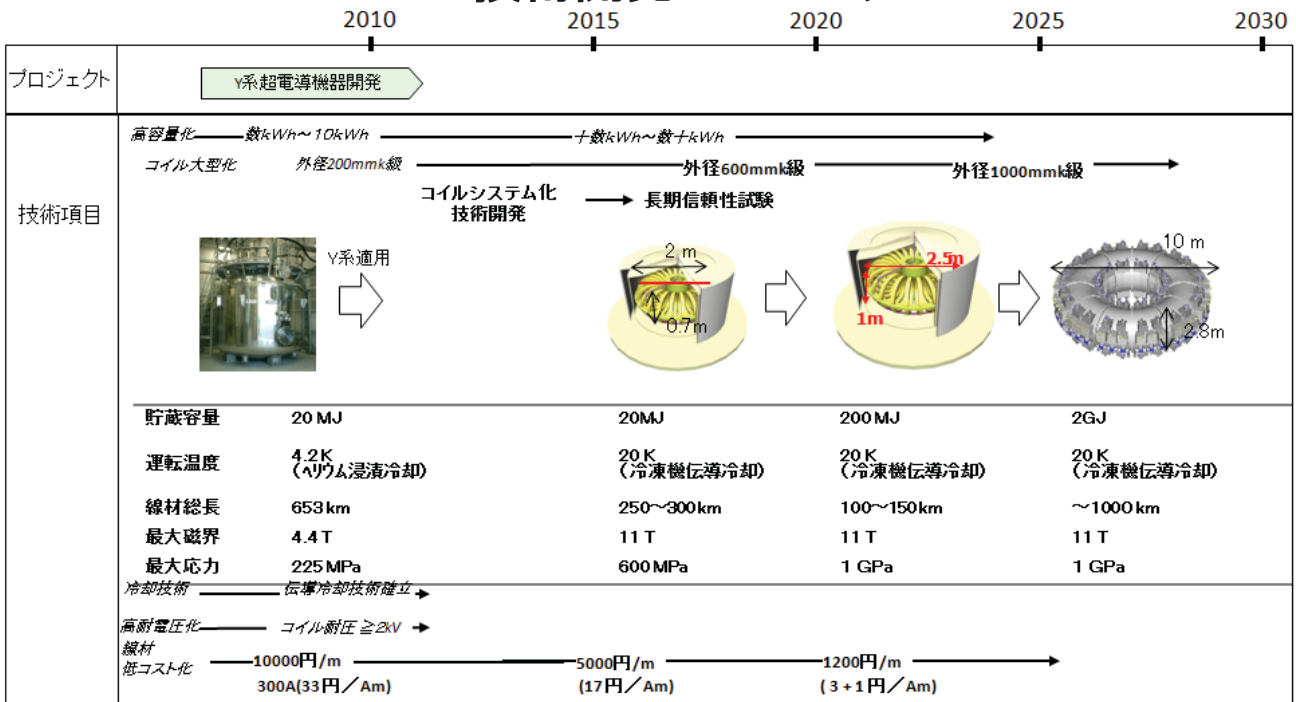 2010 2015 2020 2025 2030
プロジェクト
Y系超電導機器開発
技術項目
高容量化 数kWh～10kWh 十数kWh～数十kWh
コイル大型化 外径200mmk級 外径600mmk級 外径1000mmk級
コイルシステム化
技術開発
長期信頼性試験
Y系適用
2 m
0.7m
2.5m
1m
10 m
2.8m
貯蔵容量 20 MJ 20MJ 200 MJ 2GJ
運転温度 4.2K 20 K 20 K 20 K
(ヘリウム浸漬冷却) (冷凍機伝導冷却) (冷凍機伝導冷却) (冷凍機伝導冷却)
線材総長 653 km 250～300 km 100～150km ～1000 km
最大磁界 4.4 T 11 T 11 T 11 T
最大応力 225 MPa 600 MPa 1 GPa 1 GPa
冷却技術 伝導冷却技術確立
高耐電圧化 コイル耐圧≧2kV
線材
低コスト化 10000円/m 5000円/m 1200円/m
300A(33円／Am) (17円／Am) (3+1円／Am)